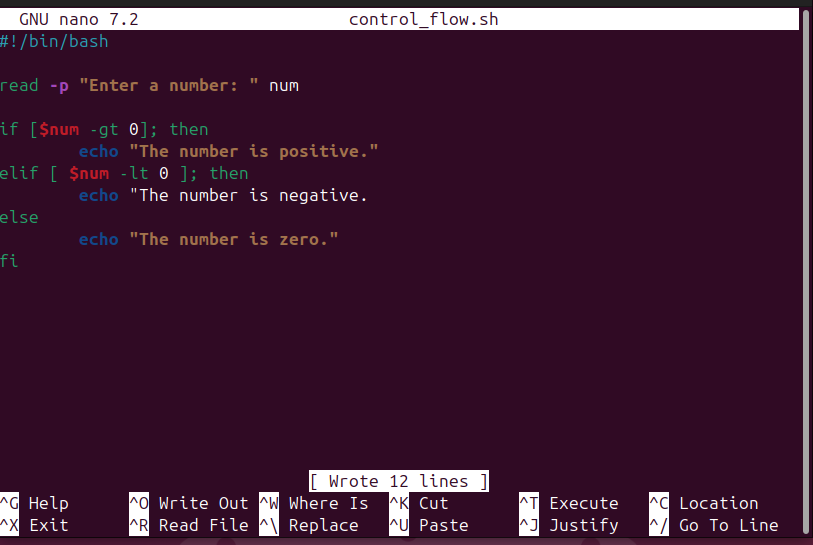 GNU nano 7.2 control_flow.sh
#!/bin/bash
read -p "Enter a number: " num
if [$num -gt 0]; then
echo "The number is positive."
elif [ $num -lt 0 ]; then
echo "The number is negative.
else
echo "The number is zero."
fi
[ Wrote 12 lines ]
^G Help ^O Write Out ^W Where Is ^K Cut ^T Execute ^C Location
^X Exit ^R Read File ^\ Replace ^U Paste ^J Justify ^/ Go To Line